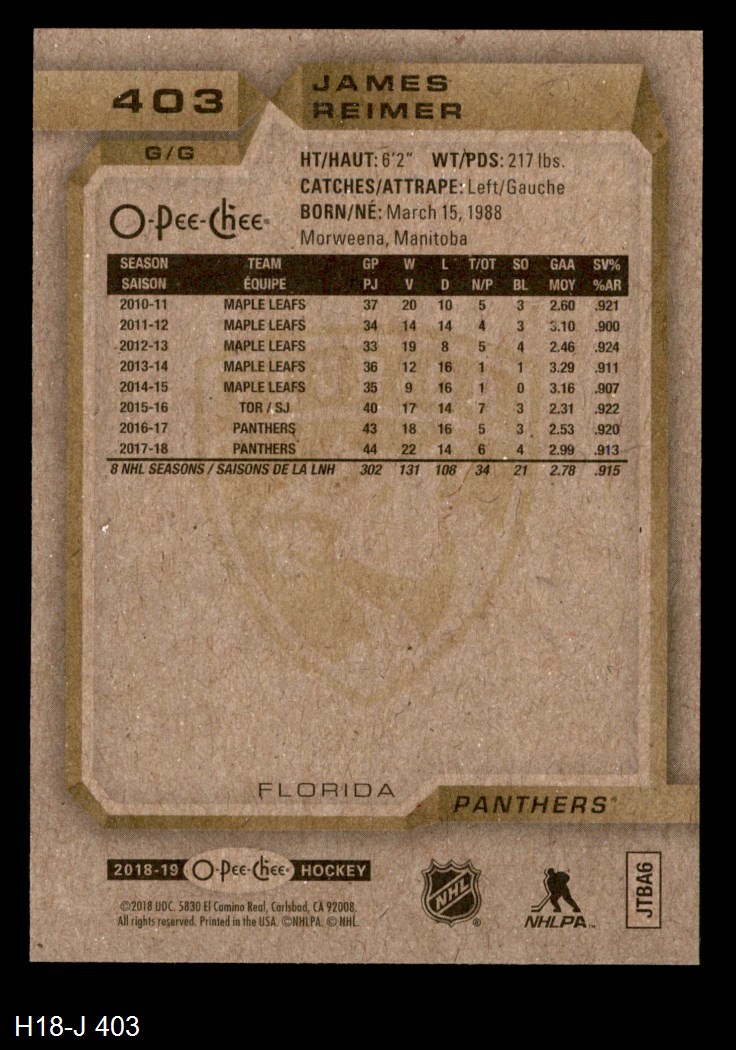 403
JAMES
REIMER
G/G
HT/HAUT: 6'2" WT/PDS: 217 lbs.
CATCHES/ATTRAPE: Left/Gauche
BORN/NÉ: March 15, 1988
Morweena, Manitoba
O-Pee-Chee
SEASON TEAM GP W L T/OT SO GAA SV%
SAISON ÉQUIPE PJ V D N/P BL MOY %AR
2010-11 MAPLE LEAFS 37 20 10 5 3 2.60 .921
2011-12 MAPLE LEAFS 34 14 14 4 3 3.10 .900
2012-13 MAPLE LEAFS 33 19 8 5 4 2.46 .924
2013-14 MAPLE LEAFS 36 12 16 1 1 3.29 .911
2014-15 MAPLE LEAFS 35 9 16 1 0 3.16 .907
2015-16 TOR / SJ 40 17 14 7 3 2.31 .922
2016-17 PANTHERS 43 18 16 5 3 2.53 .920
2017-18 PANTHERS 44 22 14 6 4 2.99 .913
8 NHL SEASONS / SAISONS DE LA LNH 302 131 108 34 21 2.78 .915
FLORIDA
PANTHERS
2018-19 O-Pee-Chee HOCKEY
©2018 UDC. 5830 El Camino Real, Carlsbad, CA 92008.
All rights reserved. Printed in the USA. ©NHLPA. © NHL.
NHL
NHLPA
JTBA6
H18-J 403